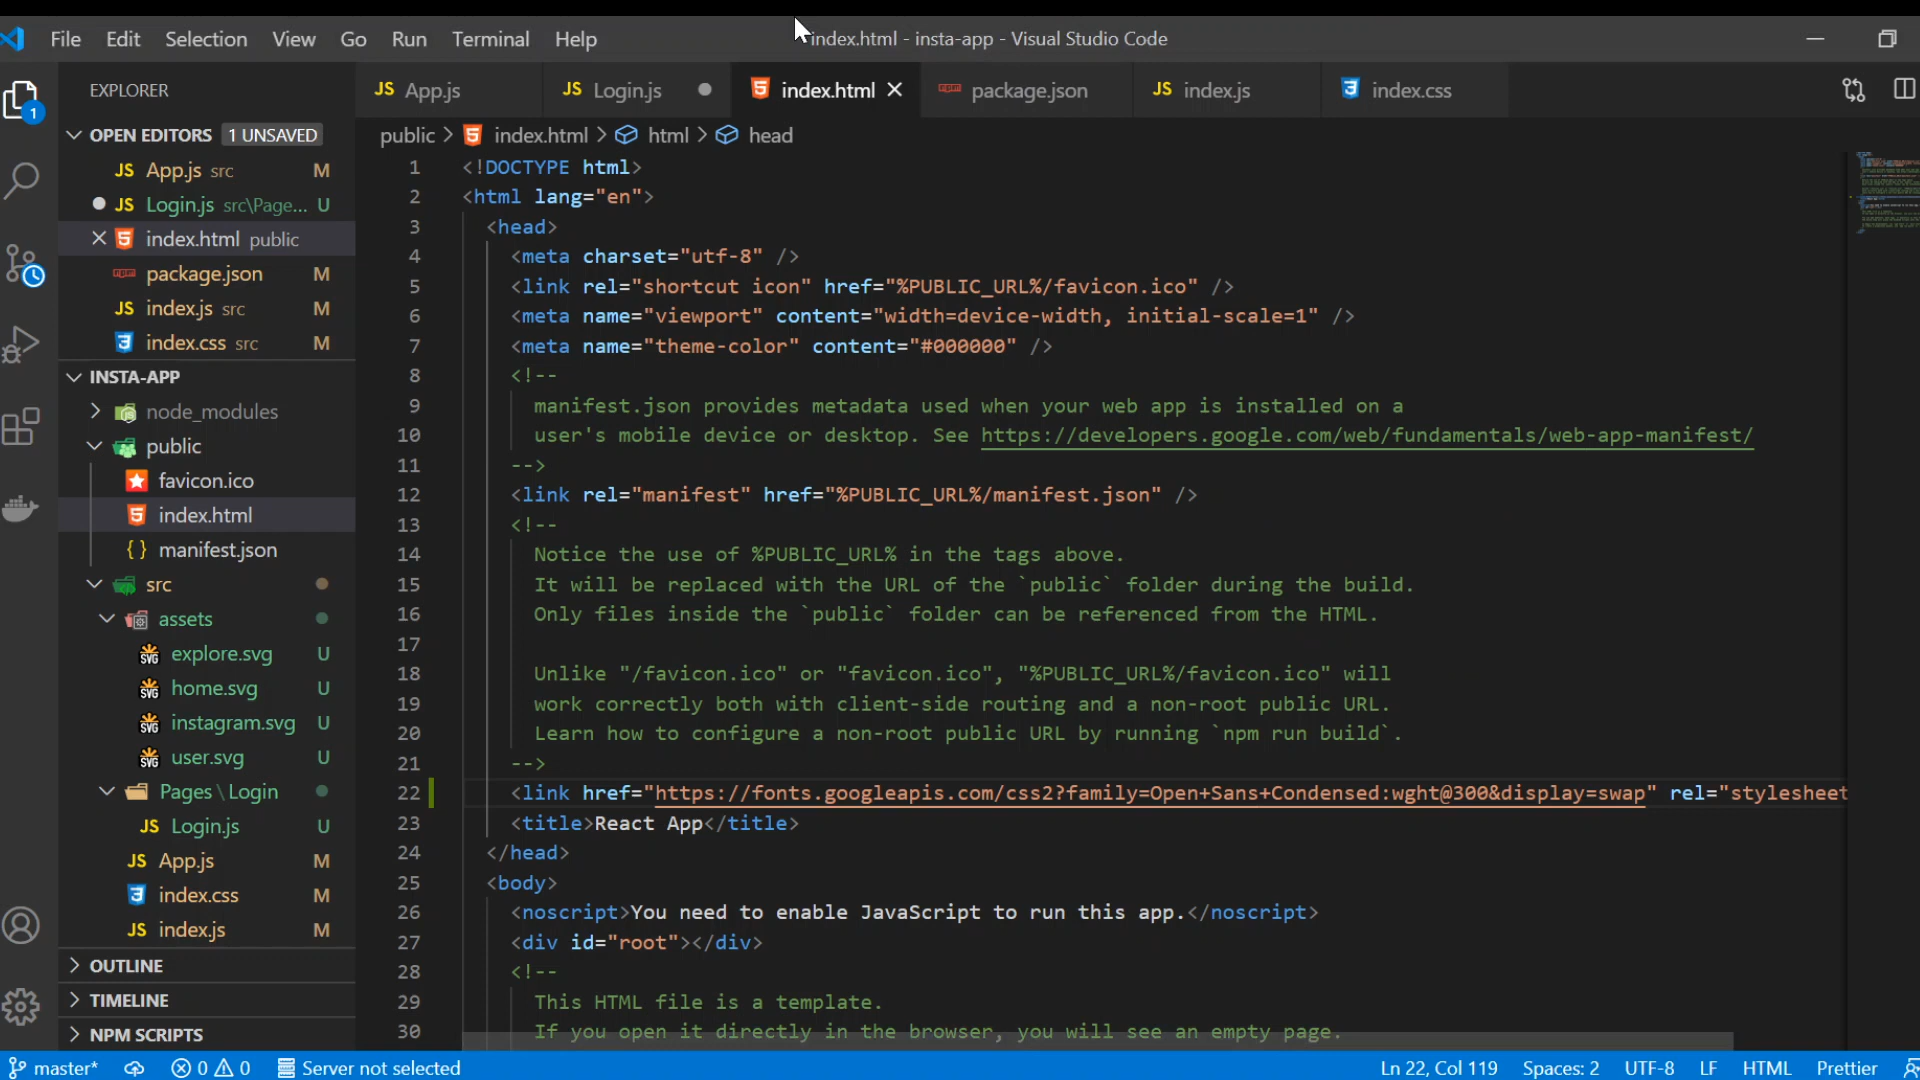 File Edit Selection View Go Run Terminal Help
index.html - insta-app - Visual Studio Code
EXPLORER
JS App.js
JS Login.js
index.html
package.json
JS index.js
index.css
1
OPEN EDITORS 1 UNSAVED
JS App.js src M
JS Login.js src\Page... U
index.html public
package.json M
JS index.js src M
index.css src M
INSTA-APP
node_modules
public
favicon.ico
index.html
{ } manifest.json
src
assets
SVG explore.svg U
SVG home.svg U
SVG instagram.svg U
SVG user.svg U
Pages \ Login
JS Login.js U
JS App.js M
index.css M
JS index.js M
OUTLINE
TIMELINE
NPM SCRIPTS
public > index.html > html > head
1 <!DOCTYPE html>
2 <html lang="en">
3 <head>
4 <meta charset="utf-8" />
5 <link rel="shortcut icon" href="%PUBLIC_URL%/favicon.ico" />
6 <meta name="viewport" content="width=device-width, initial-scale=1" />
7 <meta name="theme-color" content="#000000" />
8 <!--
9 manifest.json provides metadata used when your web app is installed on a
10 user's mobile device or desktop. See https://developers.google.com/web/fundamentals/web-app-manifest/
11 -->
12 <link rel="manifest" href="%PUBLIC_URL%/manifest.json" />
13 <!--
14 Notice the use of %PUBLIC_URL% in the tags above.
15 It will be replaced with the URL of the `public` folder during the build.
16 Only files inside the `public` folder can be referenced from the HTML.
17
18 Unlike "/favicon.ico" or "favicon.ico", "%PUBLIC_URL%/favicon.ico" will
19 work correctly both with client-side routing and a non-root public URL.
20 Learn how to configure a non-root public URL by running `npm run build`.
21 -->
22 <link href="https://fonts.googleapis.com/css2?family=Open+Sans+Condensed:wght@300&display=swap" rel="stylesheet
23 <title>React App</title>
24 </head>
25 <body>
26 <noscript>You need to enable JavaScript to run this app.</noscript>
27 <div id="root"></div>
28 <!--
29 This HTML file is a template.
30 If you open it directly in the browser, you will see an empty page.
master* 0 0 Server not selected Ln 22, Col 119 Spaces: 2 UTF-8 LF HTML Prettier